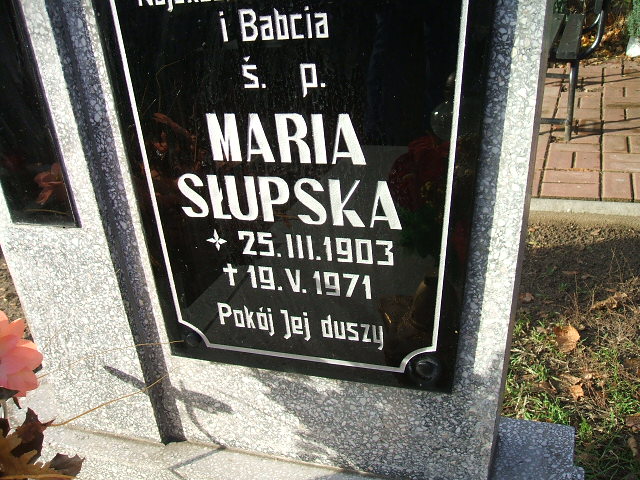 i Babcia
ś. p.
MARIA
SŁUPSKA
✧ 25.III.1903
✝ 19.V.1971
Pokój Jej duszy